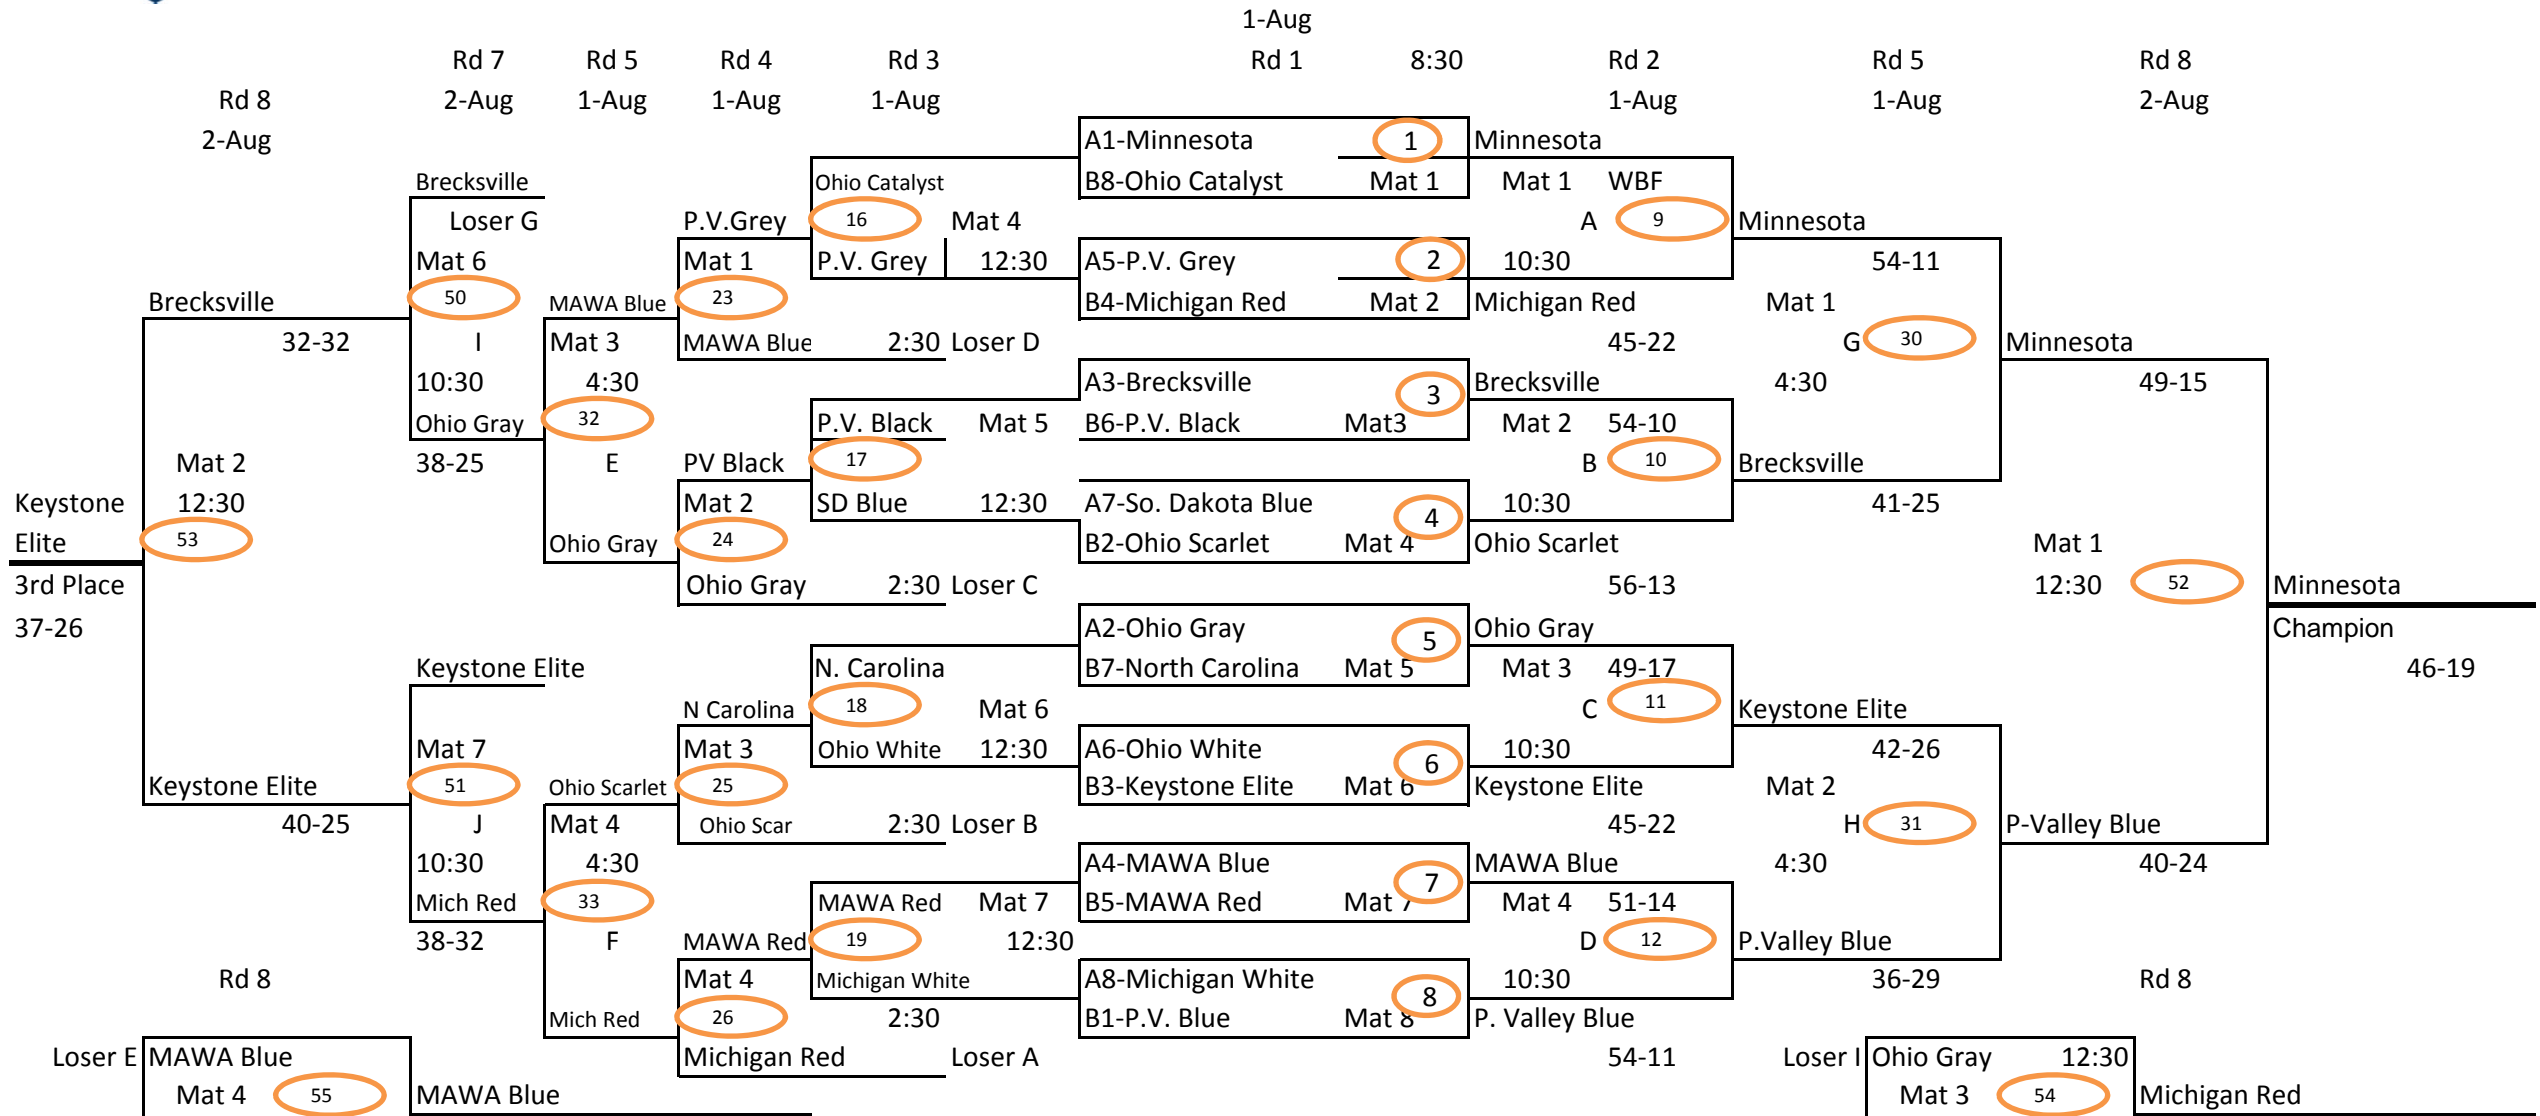 1-Aug
Rd 7 Rd 5 Rd 4 Rd 3 Rd 1 8:30 Rd 2 Rd 5 Rd 8
Rd 8 2-Aug 1-Aug 1-Aug 1-Aug 1-Aug 1-Aug 2-Aug
2-Aug A1-Minnesota 1 Minnesota
Brecksville Ohio Catalyst B8-Ohio Catalyst Mat 1 Mat 1 WBF
Loser G P.V.Grey 16 Mat 4 A 9 Minnesota
Mat 6 Mat 1 P.V. Grey 12:30 A5-P.V. Grey 2 10:30 54-11
Brecksville 50 MAWA Blue 23 B4-Michigan Red Mat 2 Michigan Red Mat 1
32-32 I Mat 3 MAWA Blue 2:30 Loser D 45-22 G 30 Minnesota
10:30 4:30 A3-Brecksville 3 Brecksville 4:30 49-15
Ohio Gray 32 P.V. Black Mat 5 B6-P.V. Black Mat3 Mat 2 54-10
Mat 2 38-25 E PV Black 17 B 10 Brecksville
Keystone 12:30 Mat 2 SD Blue 12:30 A7-So. Dakota Blue 4 10:30 41-25
Elite 53 Ohio Gray 24 B2-Ohio Scarlet Mat 4 Ohio Scarlet Mat 1
3rd Place Ohio Gray 2:30 Loser C 56-13 12:30 52 Minnesota
37-26 A2-Ohio Gray 5 Ohio Gray Champion
Keystone Elite N. Carolina B7-North Carolina Mat 5 Mat 3 49-17 46-19
N Carolina 18 Mat 6 C 11 Keystone Elite
Mat 7 Mat 3 Ohio White 12:30 A6-Ohio White 6 10:30 42-26
Keystone Elite 51 Ohio Scarlet 25 B3-Keystone Elite Mat 6 Keystone Elite Mat 2
40-25 J Mat 4 Ohio Scar 2:30 Loser B 45-22 H 31 P-Valley Blue
10:30 4:30 A4-MAWA Blue 7 MAWA Blue 4:30 40-24
Mich Red 33 MAWA Red Mat 7 B5-MAWA Red Mat 7 Mat 4 51-14
38-32 F MAWA Red 19 12:30 D 12 P.Valley Blue
Rd 8 Mat 4 Michigan White A8-Michigan White 8 10:30 36-29 Rd 8
Mich Red 26 2:30 B1-P.V. Blue Mat 8 P. Valley Blue
Loser E MAWA Blue Michigan Red Loser A 54-11 Loser I Ohio Gray 12:30
Mat 4 55 MAWA Blue Mat 3 54 Michigan Red